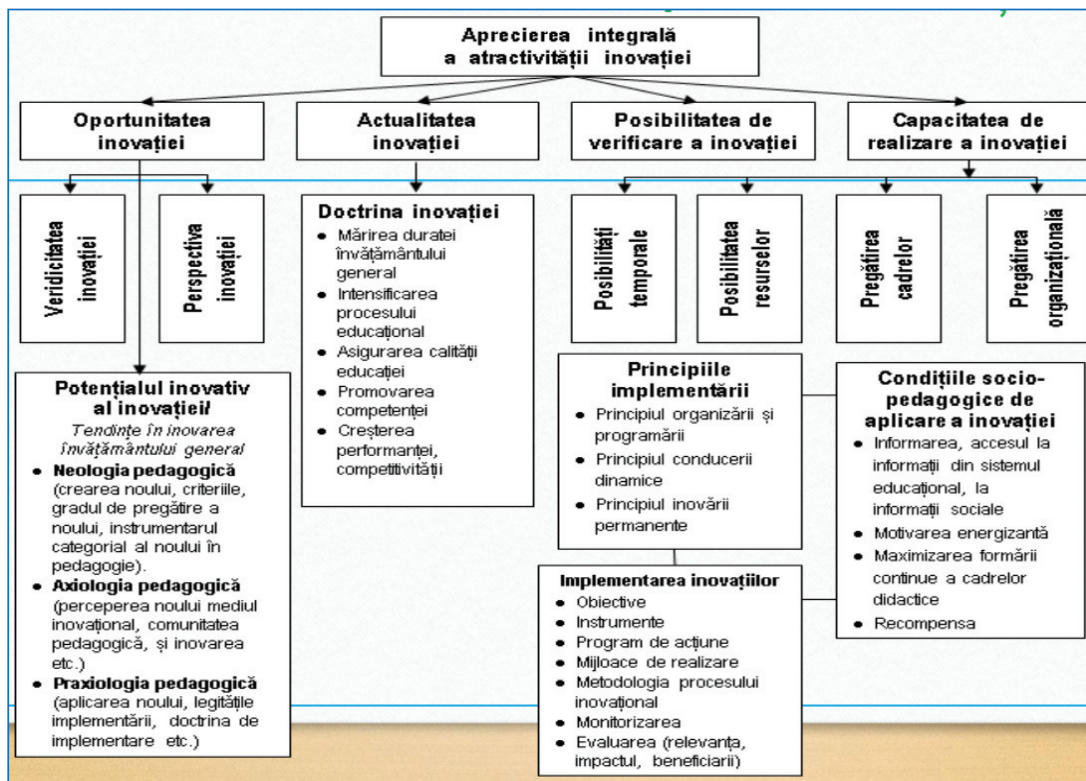 Aprecierea integrală
a atractivității inovației
Oportunitatea
inovației
Actualitatea
inovației
Posibilitatea de
verificare a inovației
Capacitatea de
realizare a inovației
Veridicitatea
inovației
Perspectiva
inovației
Doctrina inovației
● Mărirea duratei
învățământului
general
● Intensificarea
procesului
educațional
● Asigurarea calității
educației
● Promovarea
competenței
● Creșterea
performanței,
competitivității
Posibilități
temporale
Posibilitatea
resurselor
Pregătirea
cadrelor
Pregătirea
organizațională
Potențialul inovativ
al inovației/
Tendințe în inovarea
învățământului general
● Neologia pedagogică
(crearea noului, criteriile,
gradul de pregătire a
noului, instrumentarul
categorial al noului în
pedagogie).
● Axiologia pedagogică
(perceperea noului mediul
inovațional, comunitatea
pedagogică, și inovarea
etc.)
● Praxiologia pedagogică
(aplicarea noului, legitățile
implementării, doctrina de
implementare etc.)
Principiile
implementării
● Principiul organizării și
programării
● Principiul conducerii
dinamice
● Principiul inovării
permanente
Condițiile socio-
pedagogice de
aplicare a inovației
● Informarea, accesul la
informații din sistemul
educațional, la
informații sociale
● Motivarea energizantă
● Maximizarea formării
continue a cadrelor
didactice
● Recompensa
Implementarea inovațiilor
● Obiective
● Instrumente
● Program de acțiune
● Mijloace de realizare
● Metodologia procesului
inovațional
● Monitorizarea
● Evaluarea (relevanța,
impactul, beneficiarii)